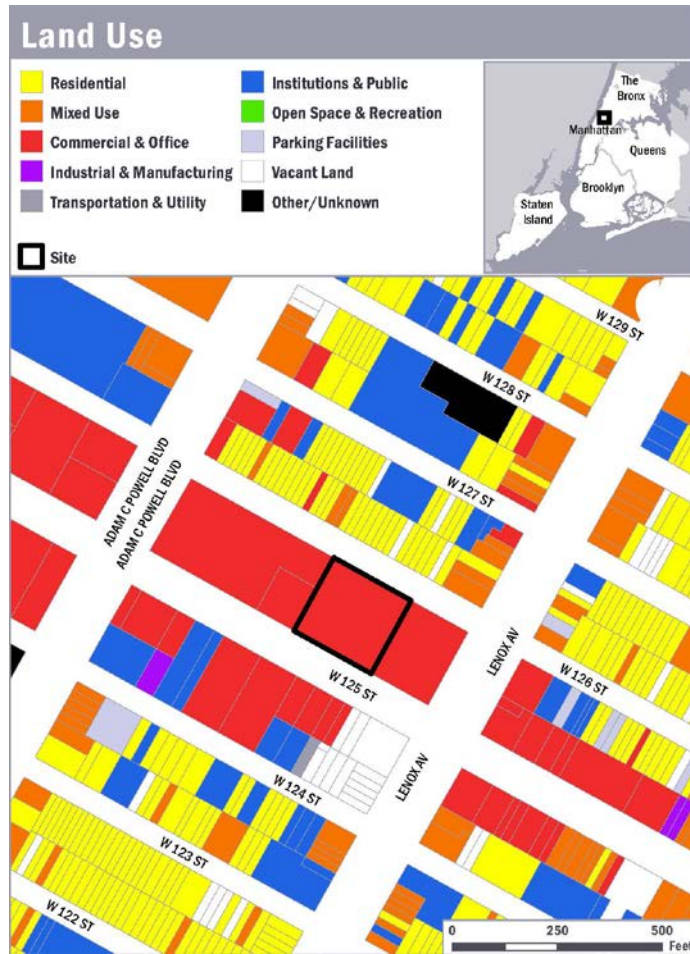 Land Use
Residential
Mixed Use
Commercial & Office
Industrial & Manufacturing
Transportation & Utility
Institutions & Public
Open Space & Recreation
Parking Facilities
Vacant Land
Other/Unknown
Site
The
Bronx
Manhattan
Queens
Brooklyn
Staten
Island
W 129 ST
W 128 ST
W 127 ST
ADAM C POWELL BLVD
ADAM C POWELL BLVD
LENOX AV
W 126 ST
W 125 ST
LENOX AV
W 124 ST
W 123 ST
W 122 ST
0 250 500
Feet